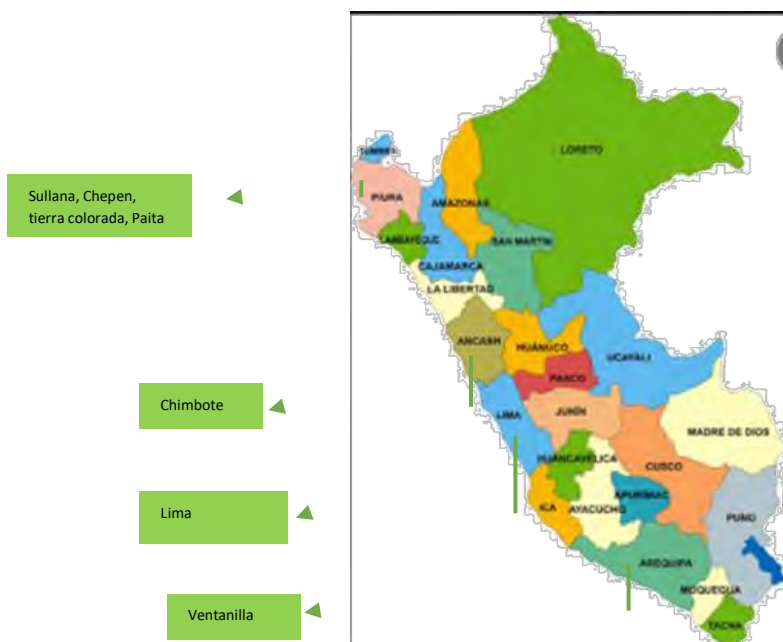 Sullana, Chepen,
tierra colorada, Paita
Chimbote
Lima
Ventanilla
TUMBES
LORETO
PIURA
AMAZONAS
LAMBAYEQUE
SAN MARTIN
CAJAMARCA
LA LIBERTAD
ANCASH
HUÁNUCO
UCAYALI
PASCO
LIMA
JUNÍN
MADRE DE DIOS
HUANCAVELICA
CUSCO
APURIMAC
ICA
AYACUCHO
PUNO
AREQUIPA
MOQUEGUA
TACNA